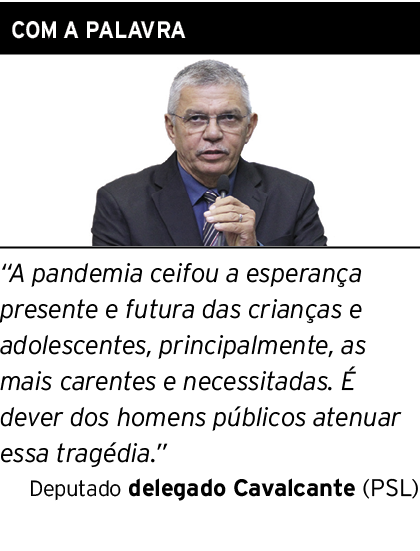 COM A PALAVRA
“A pandemia ceifou a esperança
presente e futura das crianças e
adolescentes, principalmente, as
mais carentes e necessitadas. É
dever dos homens públicos atenuar
essa tragédia.”
Deputado delegado Cavalcante (PSL)